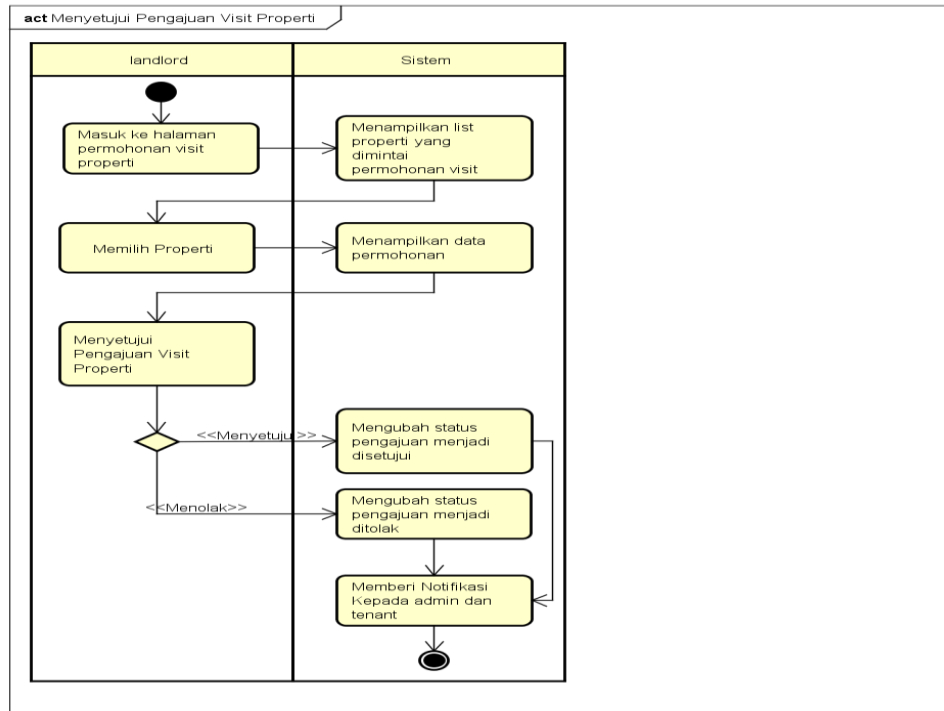 act Menyetujui Pengajuan Visit Properti
landlord
Sistem
Masuk ke halaman
permohonan visit
properti
Menampilkan list
properti yang
dimintai
permohonan visit
Memilih Properti
Menampilkan data
permohonan
Menyetujui
Pengajuan Visit
Properti
<<Menyetuju>>
Mengubah status
pengajuan menjadi
disetujui
<<Menolak>>
Mengubah status
pengajuan menjadi
ditolak
Memberi Notifikasi
Kepada admin dan
tenant